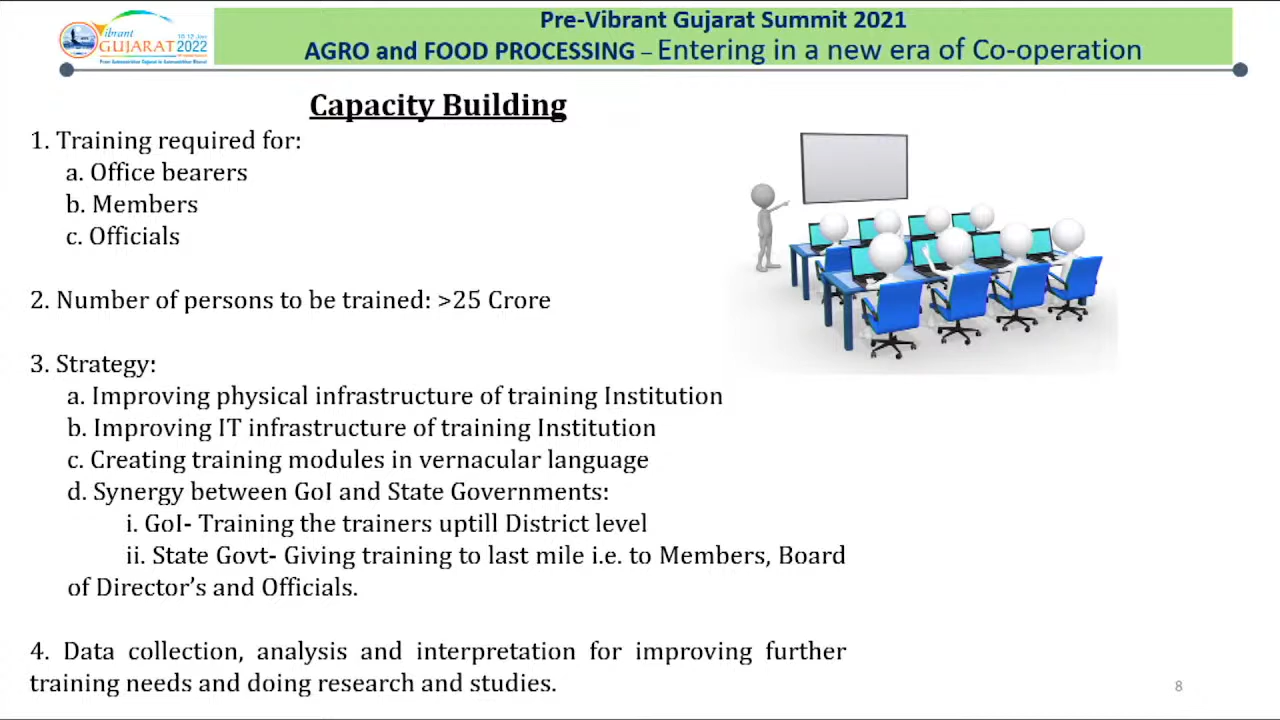 Vibrant
GUJARAT 2022
Pre-Vibrant Gujarat Summit 2021
AGRO and FOOD PROCESSING – Entering in a new era of Co-operation
Capacity Building
1. Training required for:
a. Office bearers
b. Members
c. Officials
2. Number of persons to be trained: >25 Crore
3. Strategy:
a. Improving physical infrastructure of training Institution
b. Improving IT infrastructure of training Institution
c. Creating training modules in vernacular language
d. Synergy between GoI and State Governments:
i. GoI- Training the trainers uptill District level
ii. State Govt- Giving training to last mile i.e. to Members, Board
of Director’s and Officials.
4. Data collection, analysis and interpretation for improving further
training needs and doing research and studies.
8